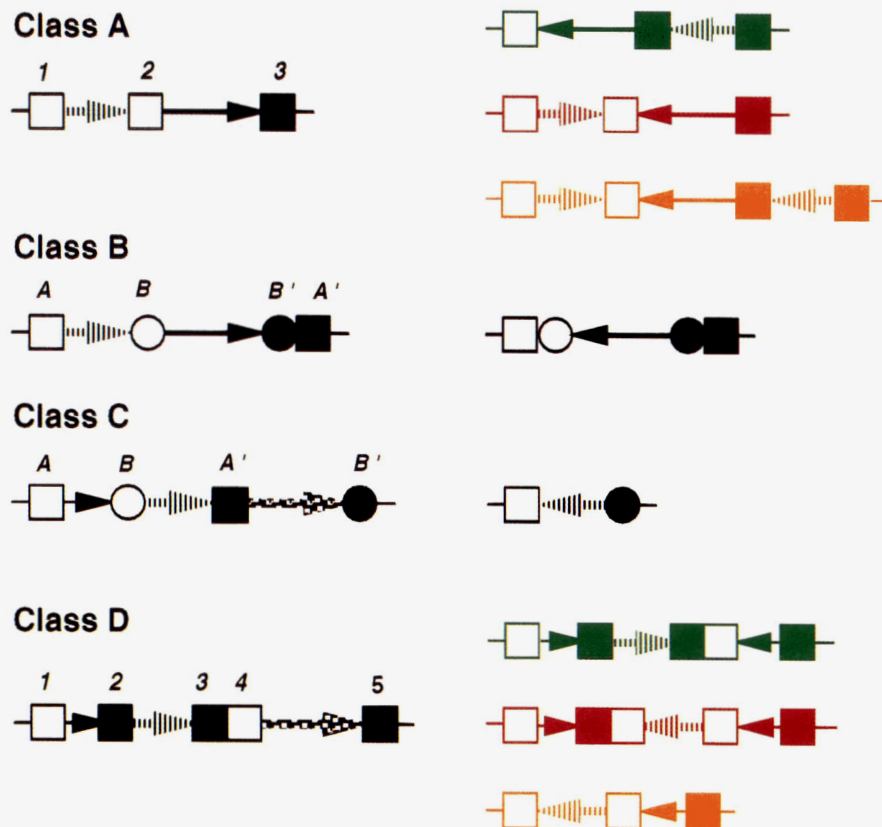 Class A
1 2 3
Class B
A B B' A'
Class C
A B A' B'
Class D
1 2 3 4 5